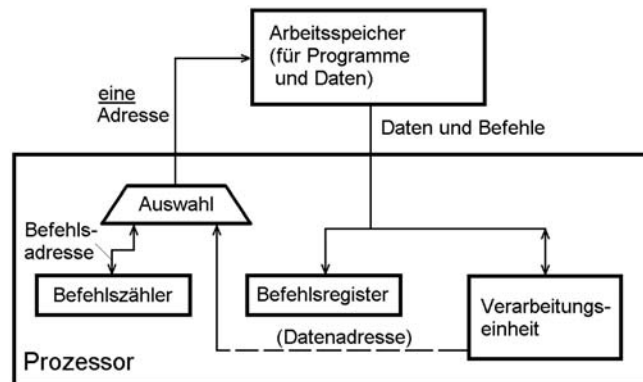 Arbeitsspeicher
(für Programme
und Daten)
eine
Adresse
Daten und Befehle
Auswahl
Befehls-
adresse
Befehlszähler
Befehlsregister
Verarbeitungs-
einheit
(Datenadresse)
Prozessor